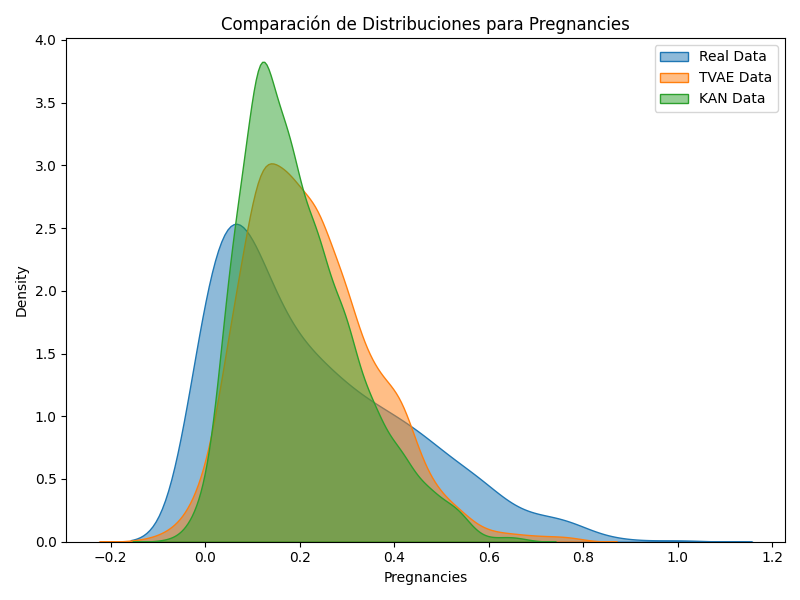 Comparación de Distribuciones para Pregnancies
Real Data
TVAE Data
KAN Data
4.0
3.5
3.0
2.5
2.0
1.5
1.0
0.5
0.0
Density
−0.2 0.0 0.2 0.4 0.6 0.8 1.0 1.2
Pregnancies